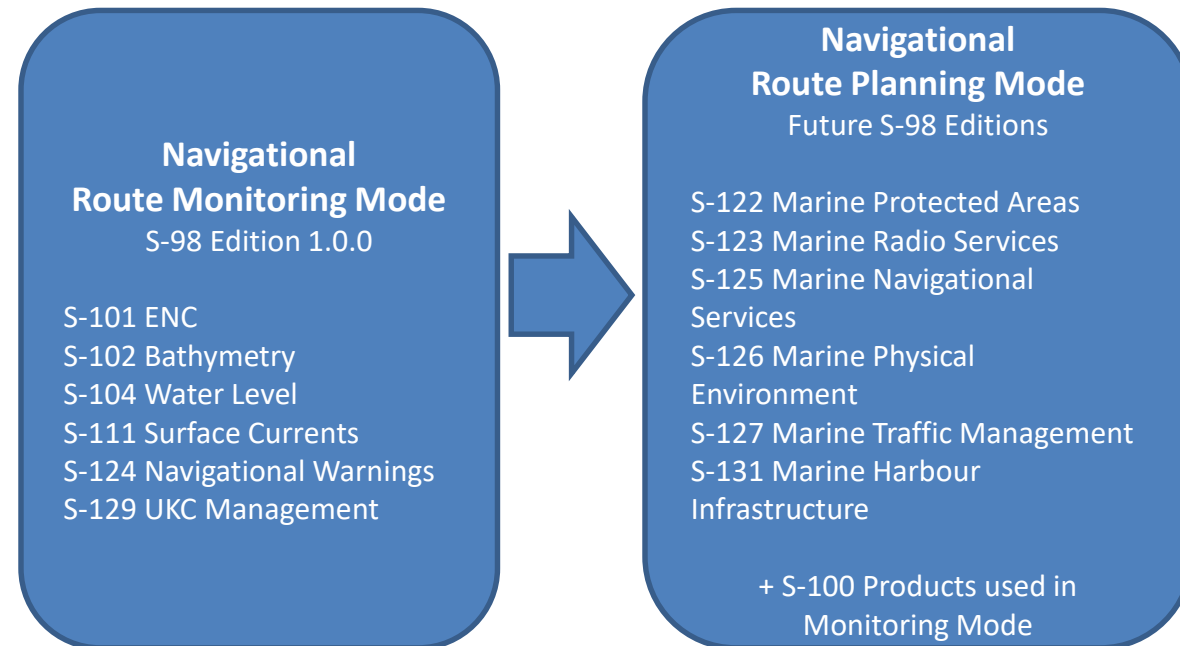 Navigational
Route Monitoring Mode
S-98 Edition 1.0.0
S-101 ENC
S-102 Bathymetry
S-104 Water Level
S-111 Surface Currents
S-124 Navigational Warnings
S-129 UKC Management
Navigational
Route Planning Mode
Future S-98 Editions
S-122 Marine Protected Areas
S-123 Marine Radio Services
S-125 Marine Navigational
Services
S-126 Marine Physical
Environment
S-127 Marine Traffic Management
S-131 Marine Harbour
Infrastructure
+ S-100 Products used in
Monitoring Mode